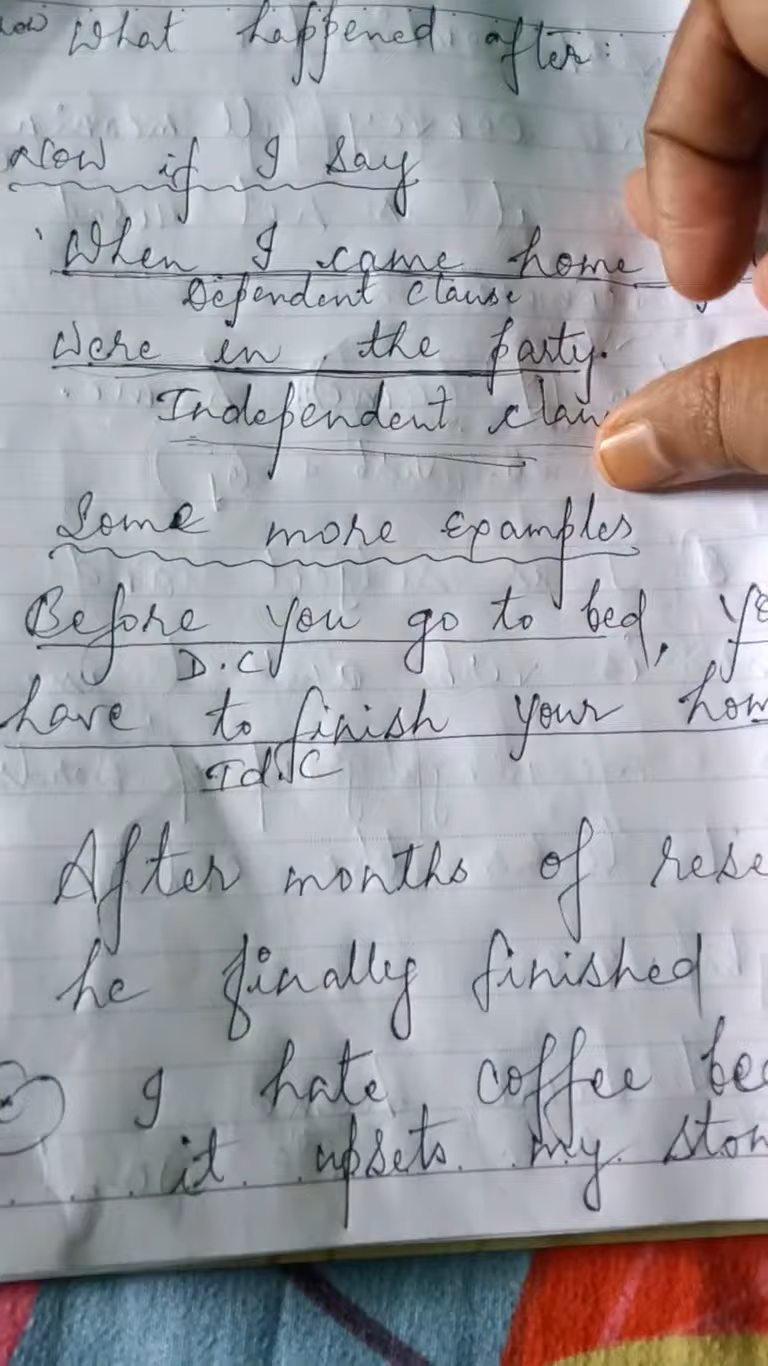 What happened after:
Now if I say
'When I came home
Dependent clause
were in the party.
Independent
Some more Examples
Before you go to bed,
D.C
have to finish your
Id.C
After months of
he finally finished
I hate coffee
it upsets my